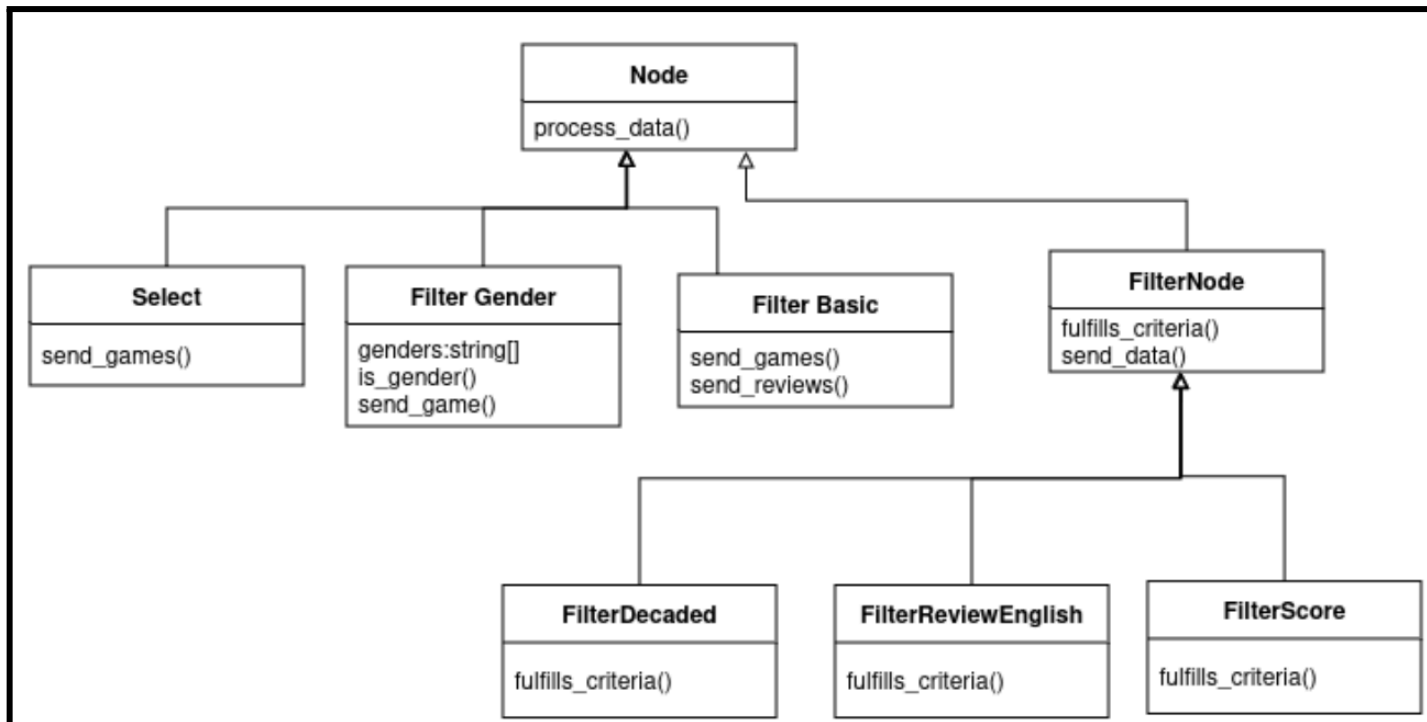 Node
process_data()
Select
send_games()
Filter Gender
genders:string[]
is_gender()
send_game()
Filter Basic
send_games()
send_reviews()
FilterNode
fulfills_criteria()
send_data()
FilterDecaded
fulfills_criteria()
FilterReviewEnglish
fulfills_criteria()
FilterScore
fulfills_criteria()